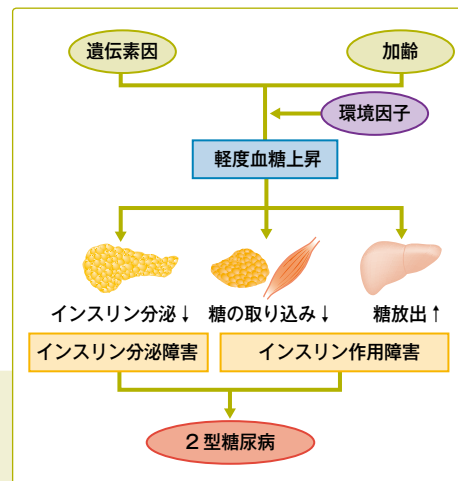 遺伝素因
加齢
環境因子
軽度血糖上昇
インスリン分泌↓
糖の取り込み↓
糖放出↑
インスリン分泌障害
インスリン作用障害
2型糖尿病